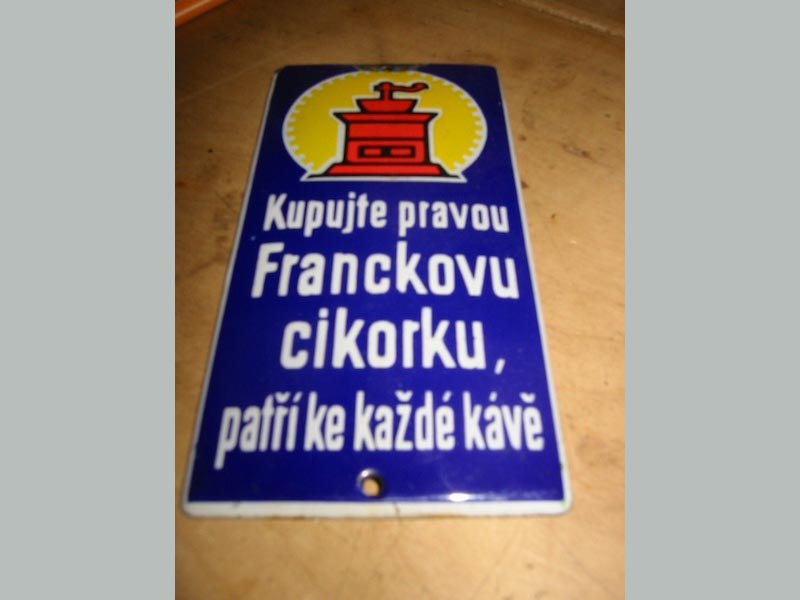 Kupujte pravou
Franckovu
cikorku,
patří ke každé kávě